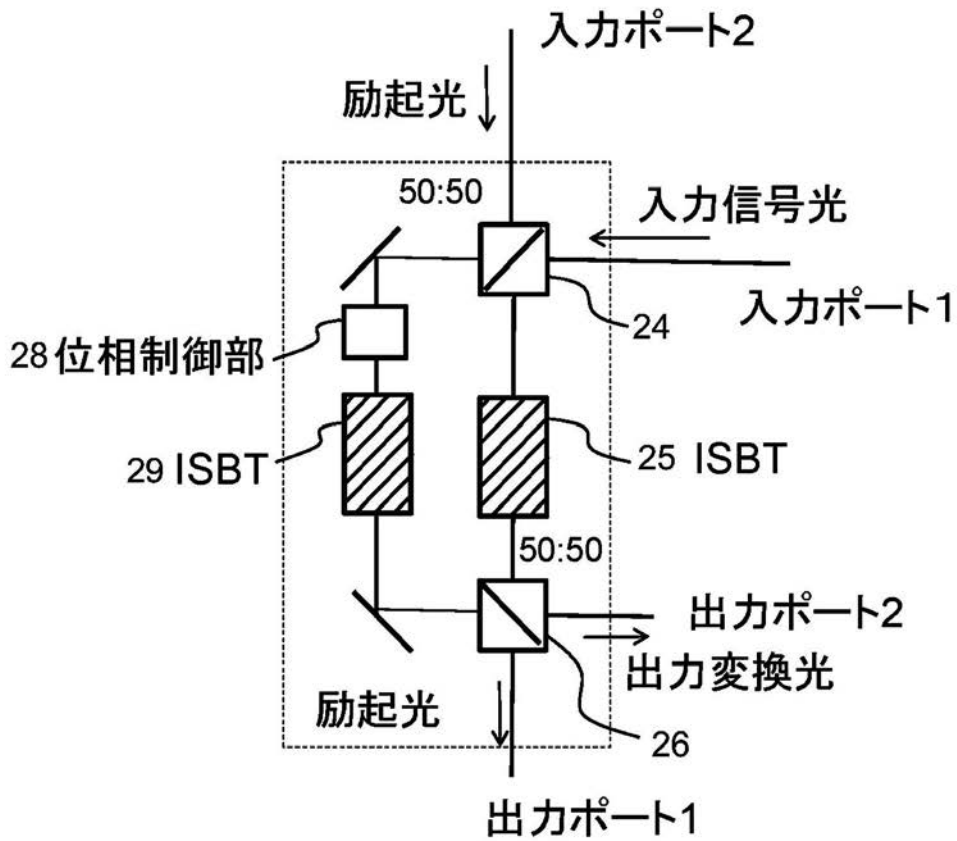 入力ポート2
励起光
50:50
入力信号光
入力ポート1
24
28位相制御部
29 ISBT
25 ISBT
50:50
出力ポート2
出力変換光
励起光
26
出力ポート1